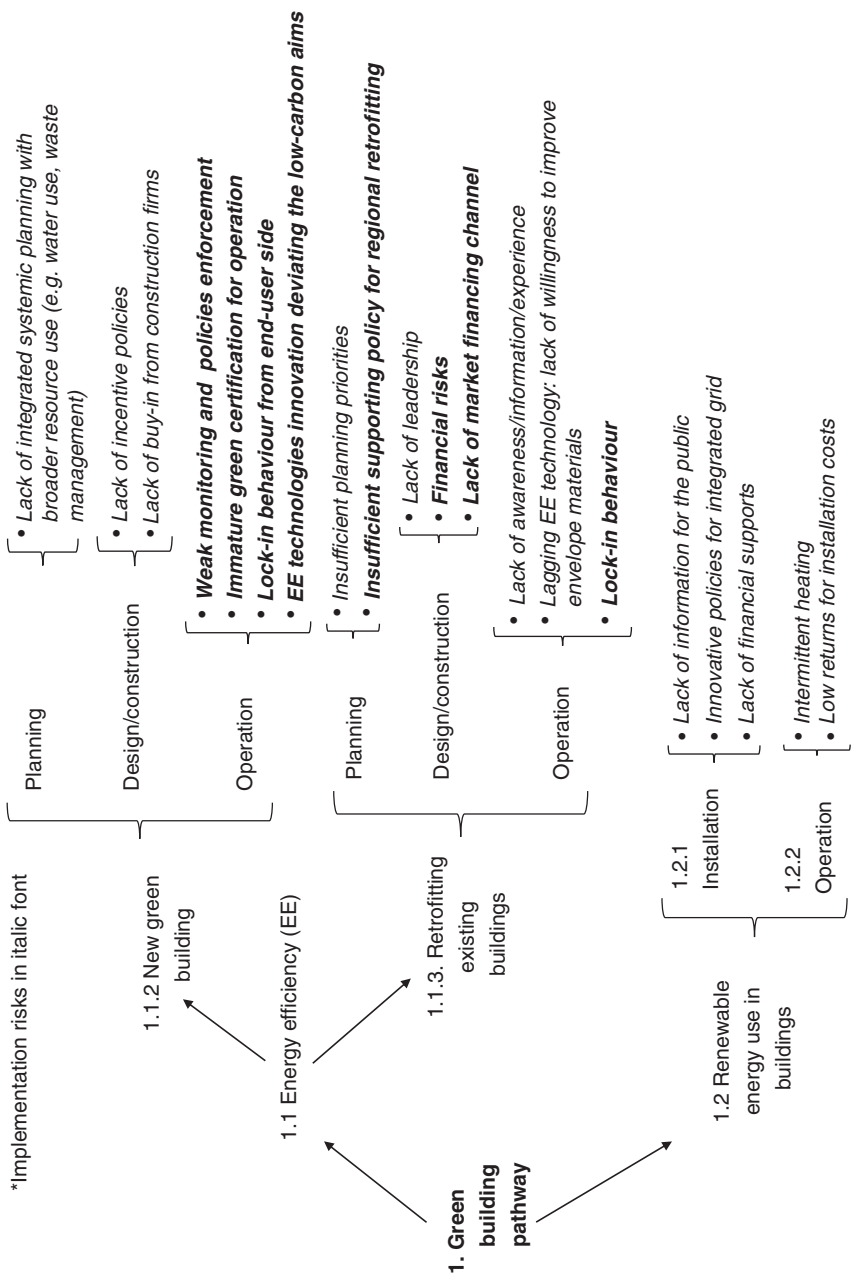 *Implementation risks in italic font
1. Green
building
pathway
1.1 Energy efficiency (EE)
1.1.2 New green
building
Planning
• Lack of integrated systemic planning with
broader resource use (e.g. water use, waste
management)
Design/construction
• Lack of incentive policies
• Lack of buy-in from construction firms
Operation
• Weak monitoring and policies enforcement
• Immature green certification for operation
• Lock-in behaviour from end-user side
• EE technologies innovation deviating the low-carbon aims
1.1.3. Retrofitting
existing
buildings
Planning
• Insufficient planning priorities
• Insufficient supporting policy for regional retrofitting
Design/construction
• Lack of leadership
• Financial risks
• Lack of market financing channel
Operation
• Lack of awareness/information/experience
• Lagging EE technology: lack of willingness to improve
envelope materials
• Lock-in behaviour
1.2 Renewable
energy use in
buildings
1.2.1
Installation
• Lack of information for the public
• Innovative policies for integrated grid
• Lack of financial supports
1.2.2
Operation
• Intermittent heating
• Low returns for installation costs